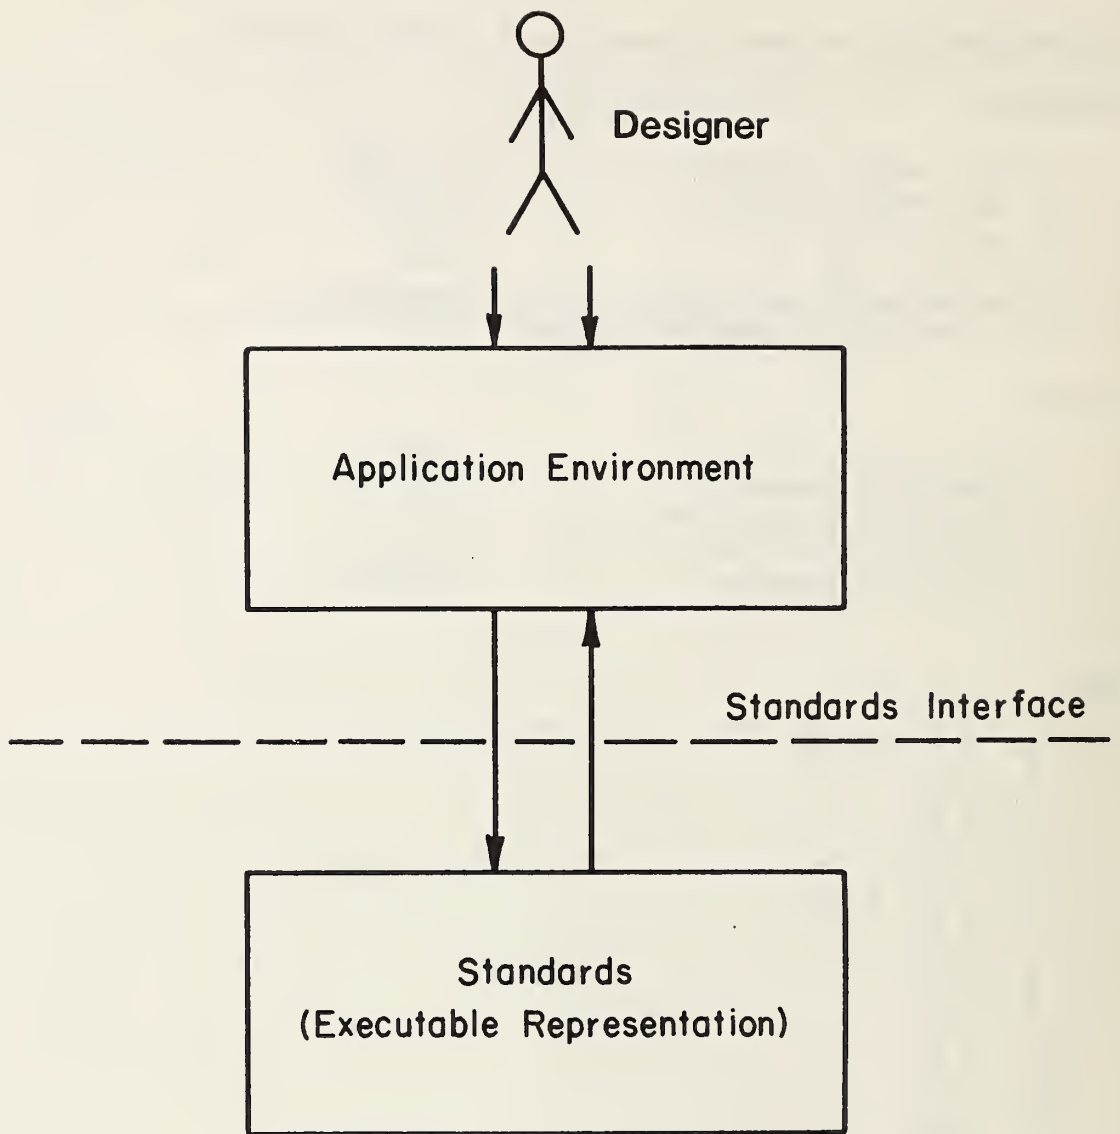 Designer
Application Environment
Standards Interface
Standards
(Executable Representation)